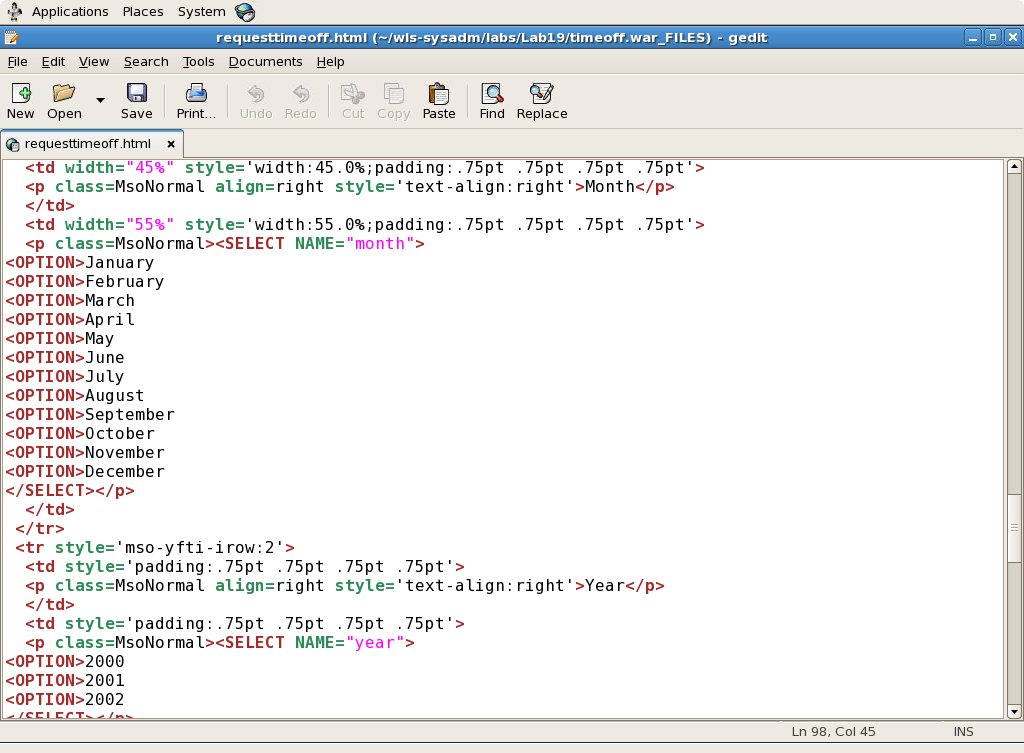 Applications Places System
requesttimeoff.html (~/wls-sysadm/labs/Lab19/timeoff.war_FILES) - gedit
File Edit View Search Tools Documents Help
New Open Save Print... Undo Redo Cut Copy Paste Find Replace
requesttimeoff.html
<td width="45%" style='width:45.0%;padding:.75pt .75pt .75pt .75pt'>
<p class=MsoNormal align=right style='text-align:right'>Month</p>
</td>
<td width="55%" style='width:55.0%;padding:.75pt .75pt .75pt .75pt'>
<p class=MsoNormal><SELECT NAME="month">
<OPTION>January
<OPTION>February
<OPTION>March
<OPTION>April
<OPTION>May
<OPTION>June
<OPTION>July
<OPTION>August
<OPTION>September
<OPTION>October
<OPTION>November
<OPTION>December
</SELECT></p>
</td>
</tr>
<tr style='mso-yfti-irow:2'>
<td style='padding:.75pt .75pt .75pt .75pt'>
<p class=MsoNormal align=right style='text-align:right'>Year</p>
</td>
<td style='padding:.75pt .75pt .75pt .75pt'>
<p class=MsoNormal><SELECT NAME="year">
<OPTION>2000
<OPTION>2001
<OPTION>2002
</SELECT></p>
Ln 98, Col 45 INS